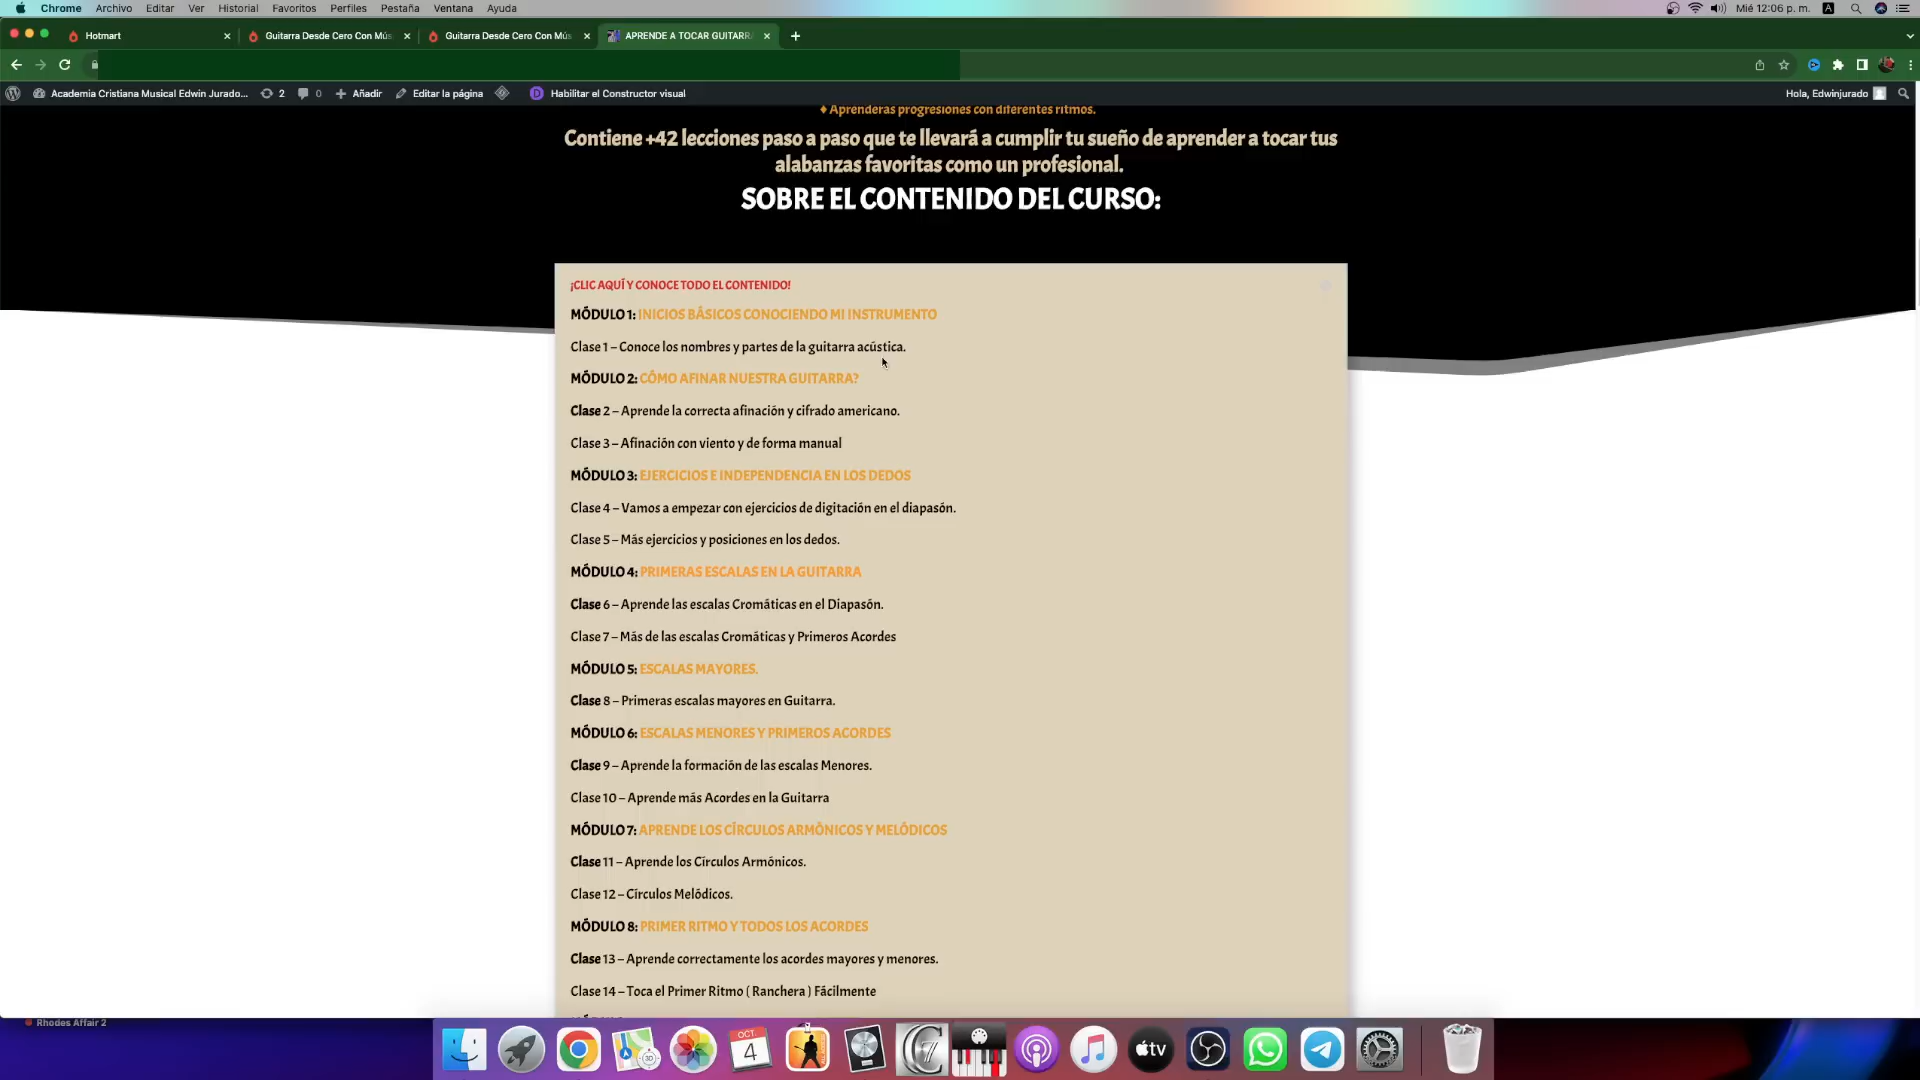 Chrome Archivo Editar Ver Historial Favoritos Perfiles Pestaña Ventana Ayuda Mié 12:06 p. m. A
Hotmart Guitarra Desde Cero Con Mús Guitarra Desde Cero Con Mús APRENDE A TOCAR GUITARR
Academia Cristiana Musical Edwin Jurado... 2 0 Añadir Editar la página Habilitar el Constructor visual Hola, Edwinjurado
♦ Aprenderas progresiones con diferentes ritmos.
Contiene +42 lecciones paso a paso que te llevará a cumplir tu sueño de aprender a tocar tus
alabanzas favoritas como un profesional.
SOBRE EL CONTENIDO DEL CURSO:
¡CLIC AQUÍ Y CONOCE TODO EL CONTENIDO!
MÓDULO 1: INICIOS BÁSICOS CONOCIENDO MI INSTRUMENTO
Clase 1 – Conoce los nombres y partes de la guitarra acústica.
MÓDULO 2: CÓMO AFINAR NUESTRA GUITARRA?
Clase 2 – Aprende la correcta afinación y cifrado americano.
Clase 3 – Afinación con viento y de forma manual
MÓDULO 3: EJERCICIOS E INDEPENDENCIA EN LOS DEDOS
Clase 4 – Vamos a empezar con ejercicios de digitación en el diapasón.
Clase 5 – Más ejercicios y posiciones en los dedos.
MÓDULO 4: PRIMERAS ESCALAS EN LA GUITARRA
Clase 6 – Aprende las escalas Cromáticas en el Diapasón.
Clase 7 – Más de las escalas Cromáticas y Primeros Acordes
MÓDULO 5: ESCALAS MAYORES.
Clase 8 – Primeras escalas mayores en Guitarra.
MÓDULO 6: ESCALAS MENORES Y PRIMEROS ACORDES
Clase 9 – Aprende la formación de las escalas Menores.
Clase 10 – Aprende más Acordes en la Guitarra
MÓDULO 7: APRENDE LOS CÍRCULOS ARMÓNICOS Y MELÓDICOS
Clase 11 – Aprende los Círculos Armónicos.
Clase 12 – Círculos Melódicos.
MÓDULO 8: PRIMER RITMO Y TODOS LOS ACORDES
Clase 13 – Aprende correctamente los acordes mayores y menores.
Clase 14 – Toca el Primer Ritmo ( Ranchera ) Fácilmente
Rhodes Affair 2
OCT.
4
3D
C7
tv